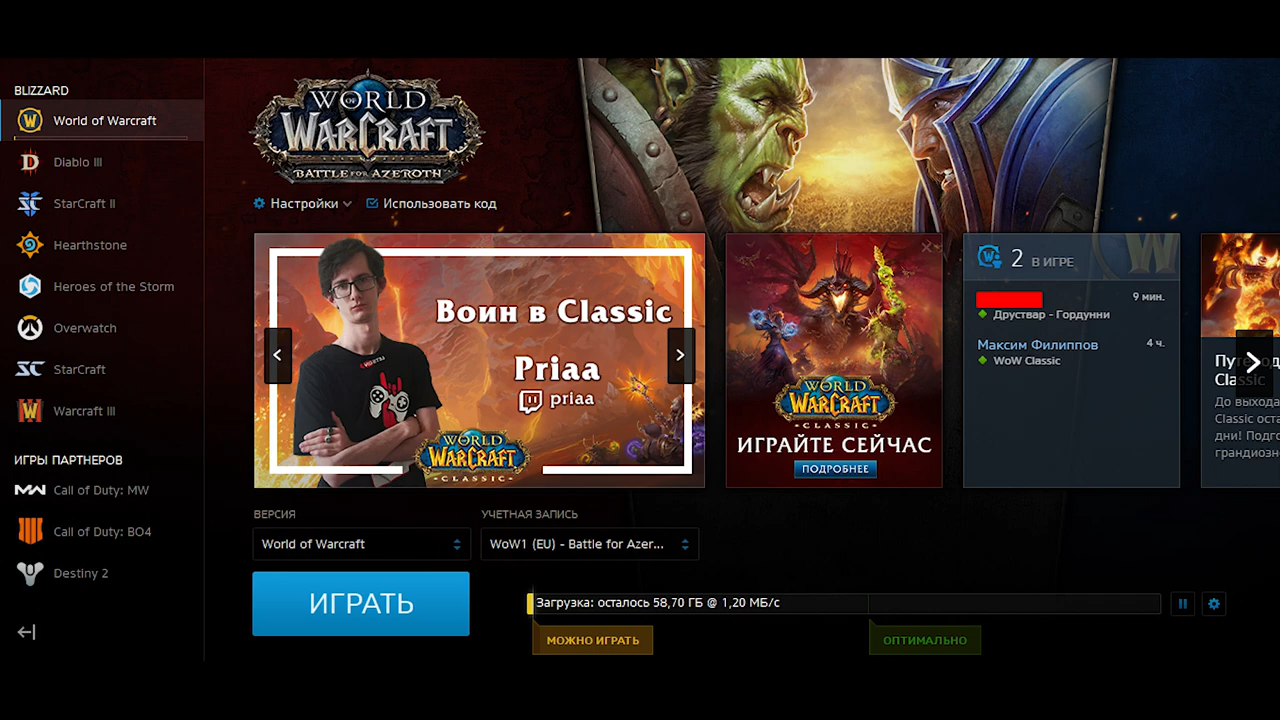 BLIZZARD
World of Warcraft
Diablo III
StarCraft II
Hearthstone
Heroes of the Storm
Overwatch
StarCraft
Warcraft III
ИГРЫ ПАРТНЕРОВ
Call of Duty: MW
Call of Duty: BO4
Destiny 2
WORLD
OF
WARCRAFT
BATTLE FOR AZEROTH
Настройки
Использовать код
Воин в Classic
Priaa
priaa
WORLD
OF
WARCRAFT
CLASSIC
WORLD
OF
WARCRAFT
CLASSIC
ИГРАЙТЕ СЕЙЧАС
ПОДРОБНЕЕ
2 В ИГРЕ
9 мин.
Друствар - Гордунни
Максим Филиппов 4 ч.
WoW Classic
Classic
До выхода
Classic оста
дни! Подго
грандиозн
ВЕРСИЯ
World of Warcraft
УЧЕТНАЯ ЗАПИСЬ
WoW1 (EU) - Battle for Azer...
ИГРАТЬ
Загрузка: осталось 58,70 ГБ @ 1,20 МБ/с
МОЖНО ИГРАТЬ
ОПТИМАЛЬНО